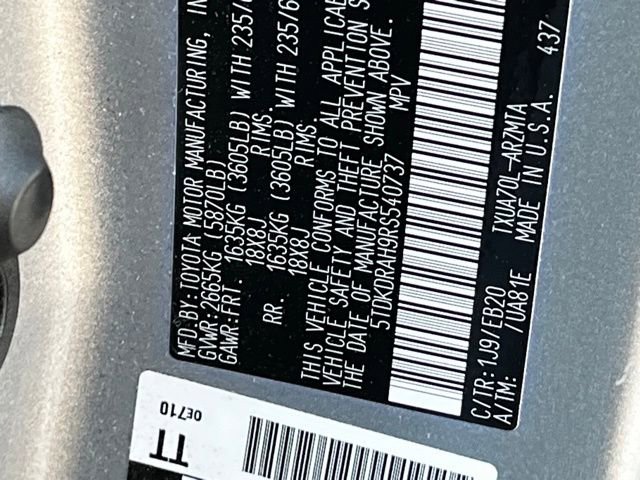 MFD.BY:TOYOTA MOTOR MANUFACTURING, IN
GVWR:2665KG (5870LB)
GAWR:FRT. 1635KG (3605LB) WITH 235/6
18X8J RIMS.
RR. 1635KG (3605LB) WITH 235/6
18X8J RIMS.
THIS VEHICLE CONFORMS TO ALL APPLICABL
VEHICLE SAFETY AND THEFT PREVENTION S
THE DATE OF MANUFACTURE SHOWN ABOVE.
5TDKDRAH9RS540737 MPV
C/TR:1J9/EB20 TXUA70L-ARZMTA
A/TM: /UA81E MADE IN U.S.A. 437
0E710
TT